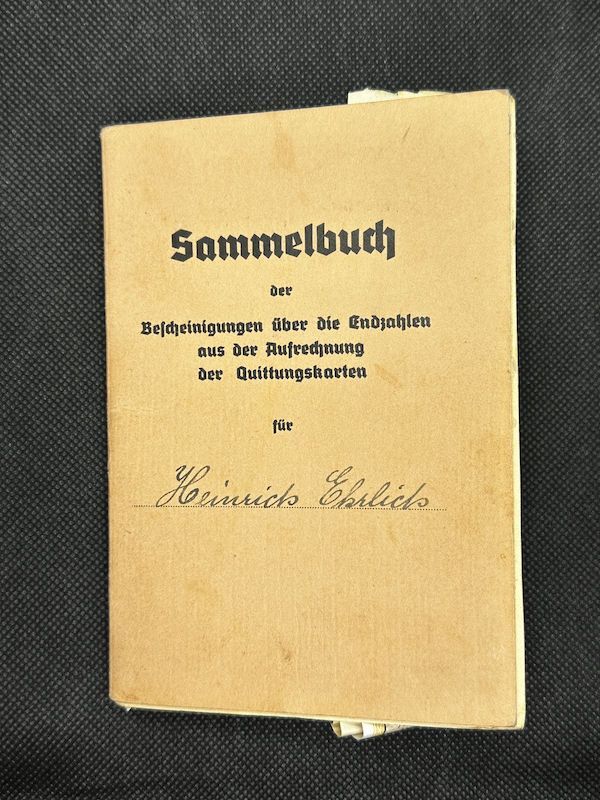 Sammelbuch
der
Bescheinigungen über die Endzahlen
aus der Aufrechnung
der Quittungskarten
für
Heinrich Ehrlich